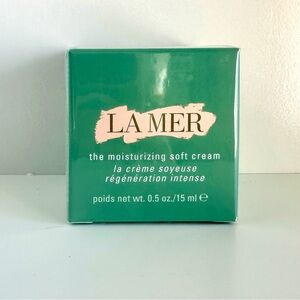 LA MER
the moisturizing soft cream
la crème soyeuse
régénération intense
poids net wt. 0.5 oz./15 ml ℮